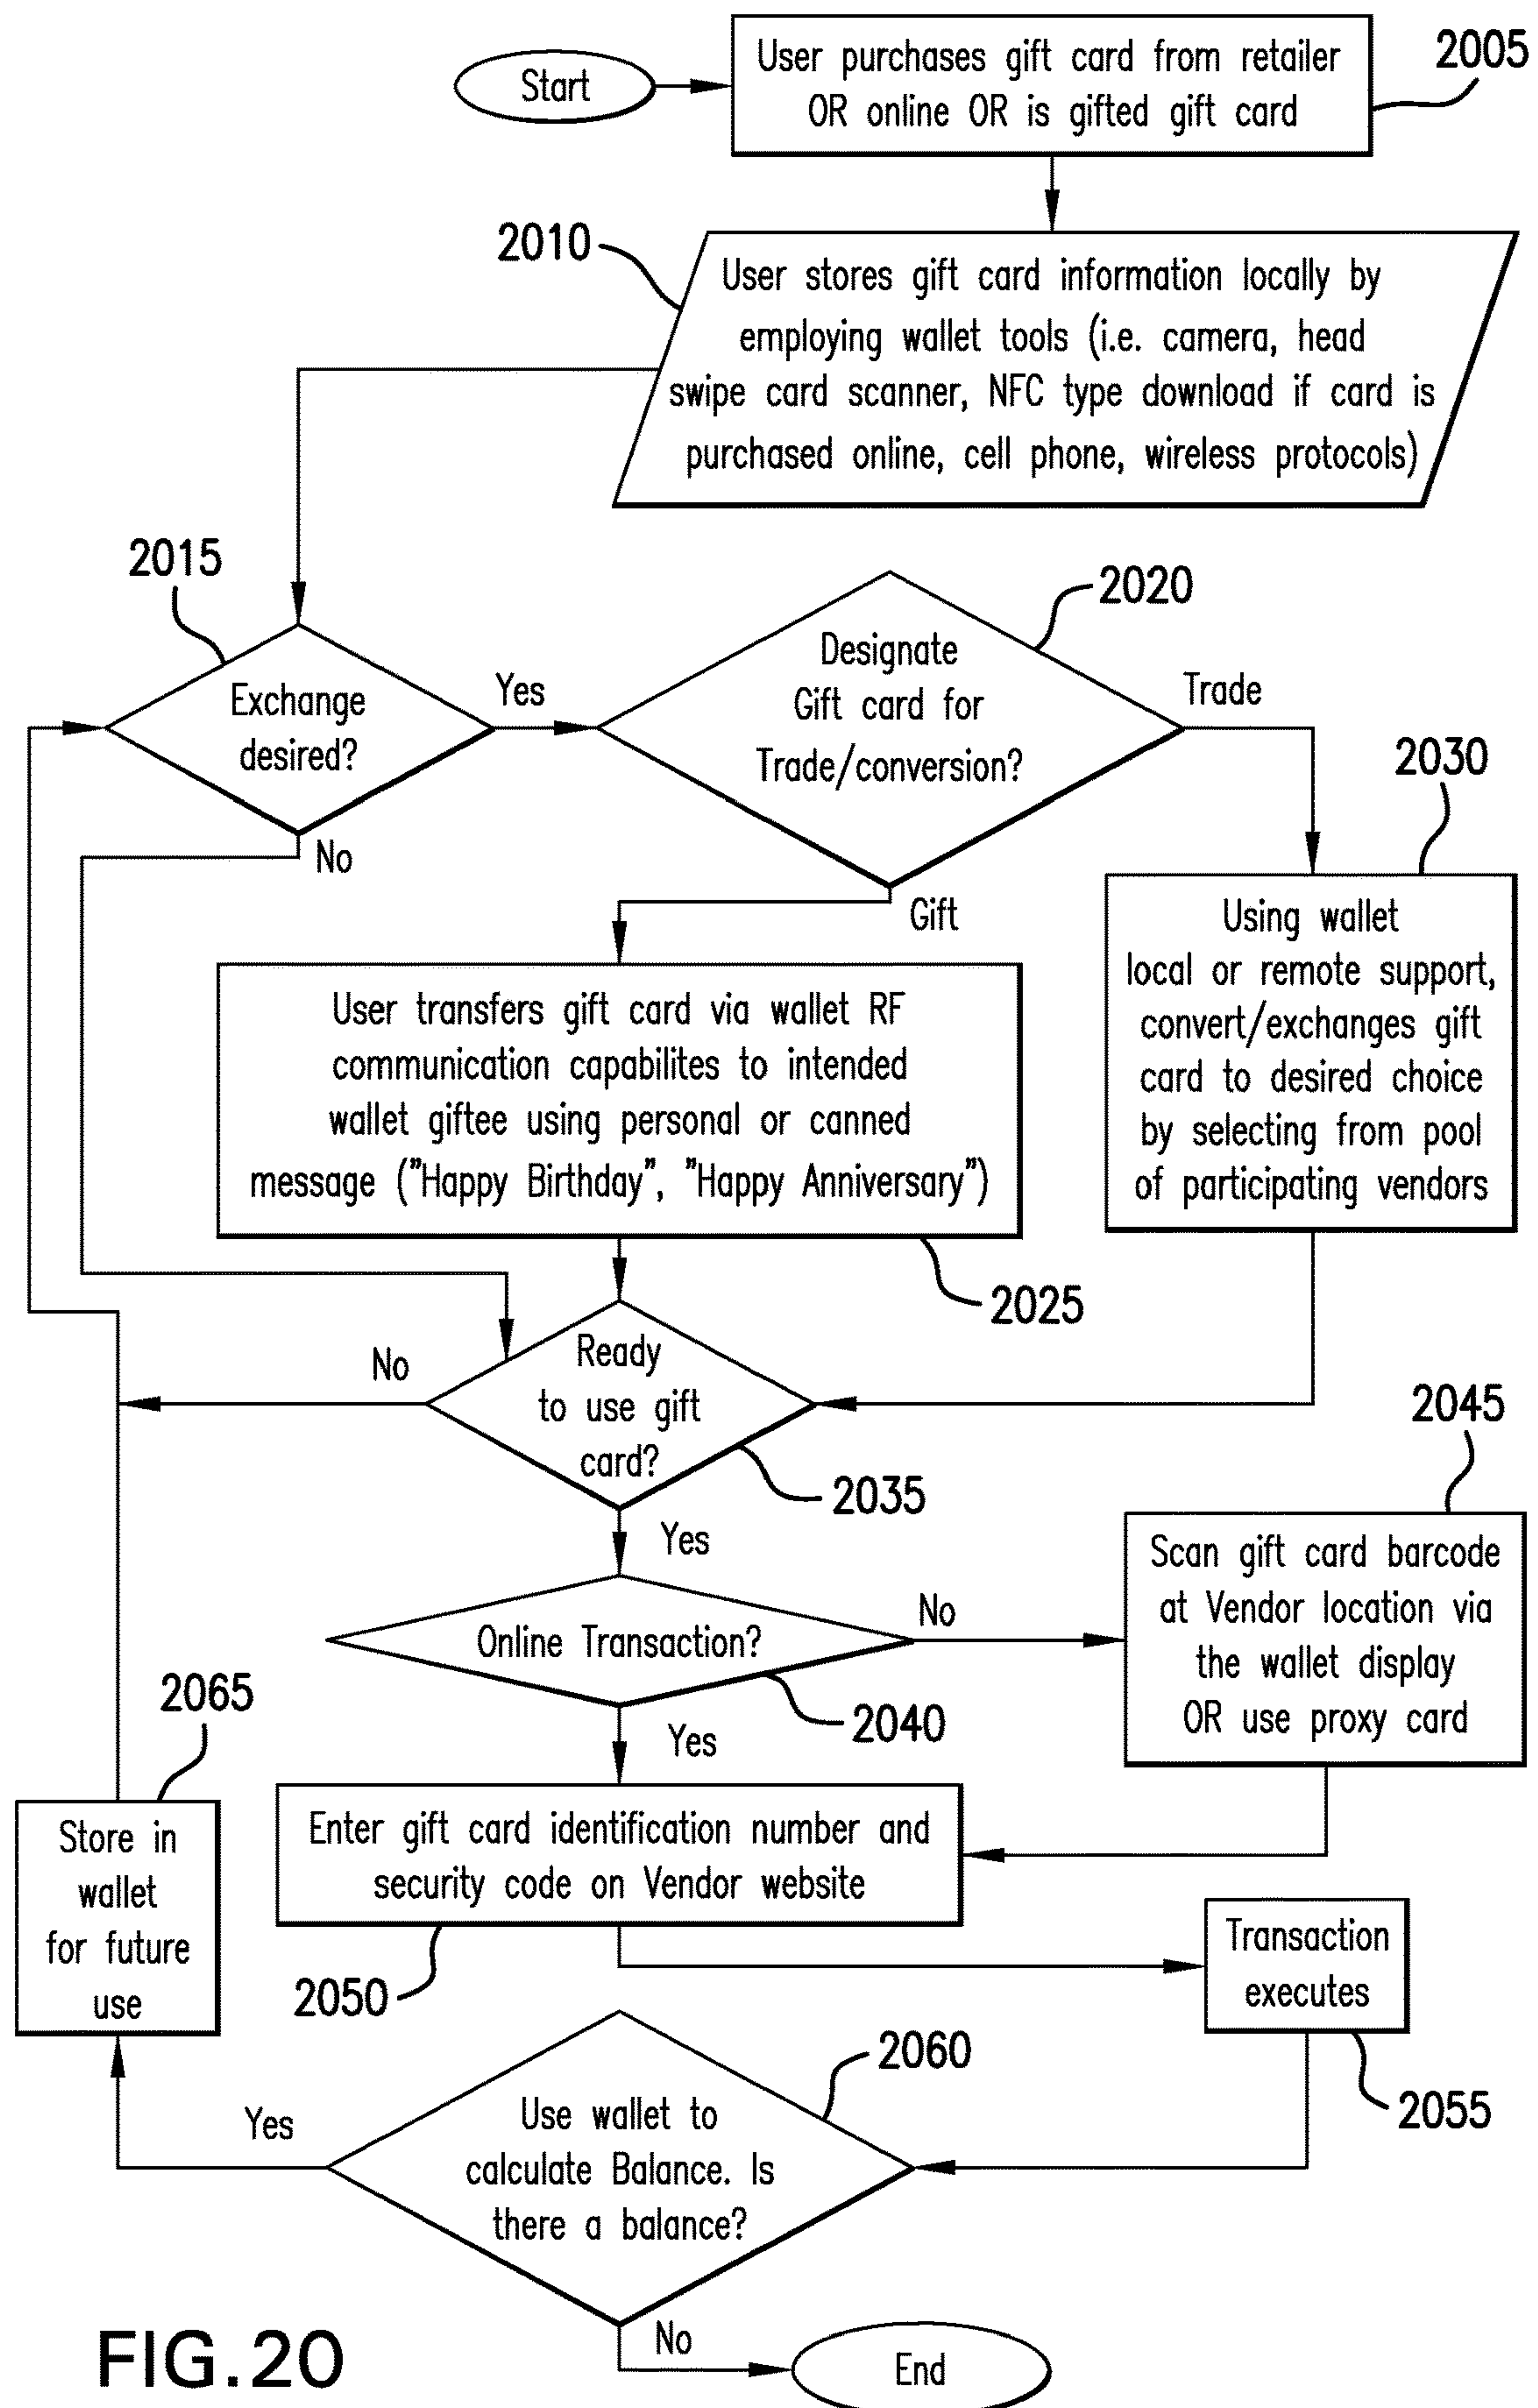 Start
User purchases gift card from retailer
OR online OR is gifted gift card
2005
2010
User stores gift card information locally by
employing wallet tools (i.e. camera, head
swipe card scanner, NFC type download if card is
purchased online, cell phone, wireless protocols)
2015
Exchange
desired?
Yes
No
2020
Designate
Gift card for
Trade/conversion?
Trade
Gift
2030
Using wallet
local or remote support,
convert/exchanges gift
card to desired choice
by selecting from pool
of participating vendors
User transfers gift card via wallet RF
communication capabilites to intended
wallet giftee using personal or canned
message ("Happy Birthday", "Happy Anniversary")
2025
No
Ready
to use gift
card?
2035
Yes
2045
Scan gift card barcode
at Vendor location via
the wallet display
OR use proxy card
Online Transaction?
No
2040
Yes
2065
Store in
wallet
for future
use
Enter gift card identification number and
security code on Vendor website
2050
Transaction
executes
2055
2060
Use wallet to
calculate Balance. Is
there a balance?
Yes
No
End
FIG.20